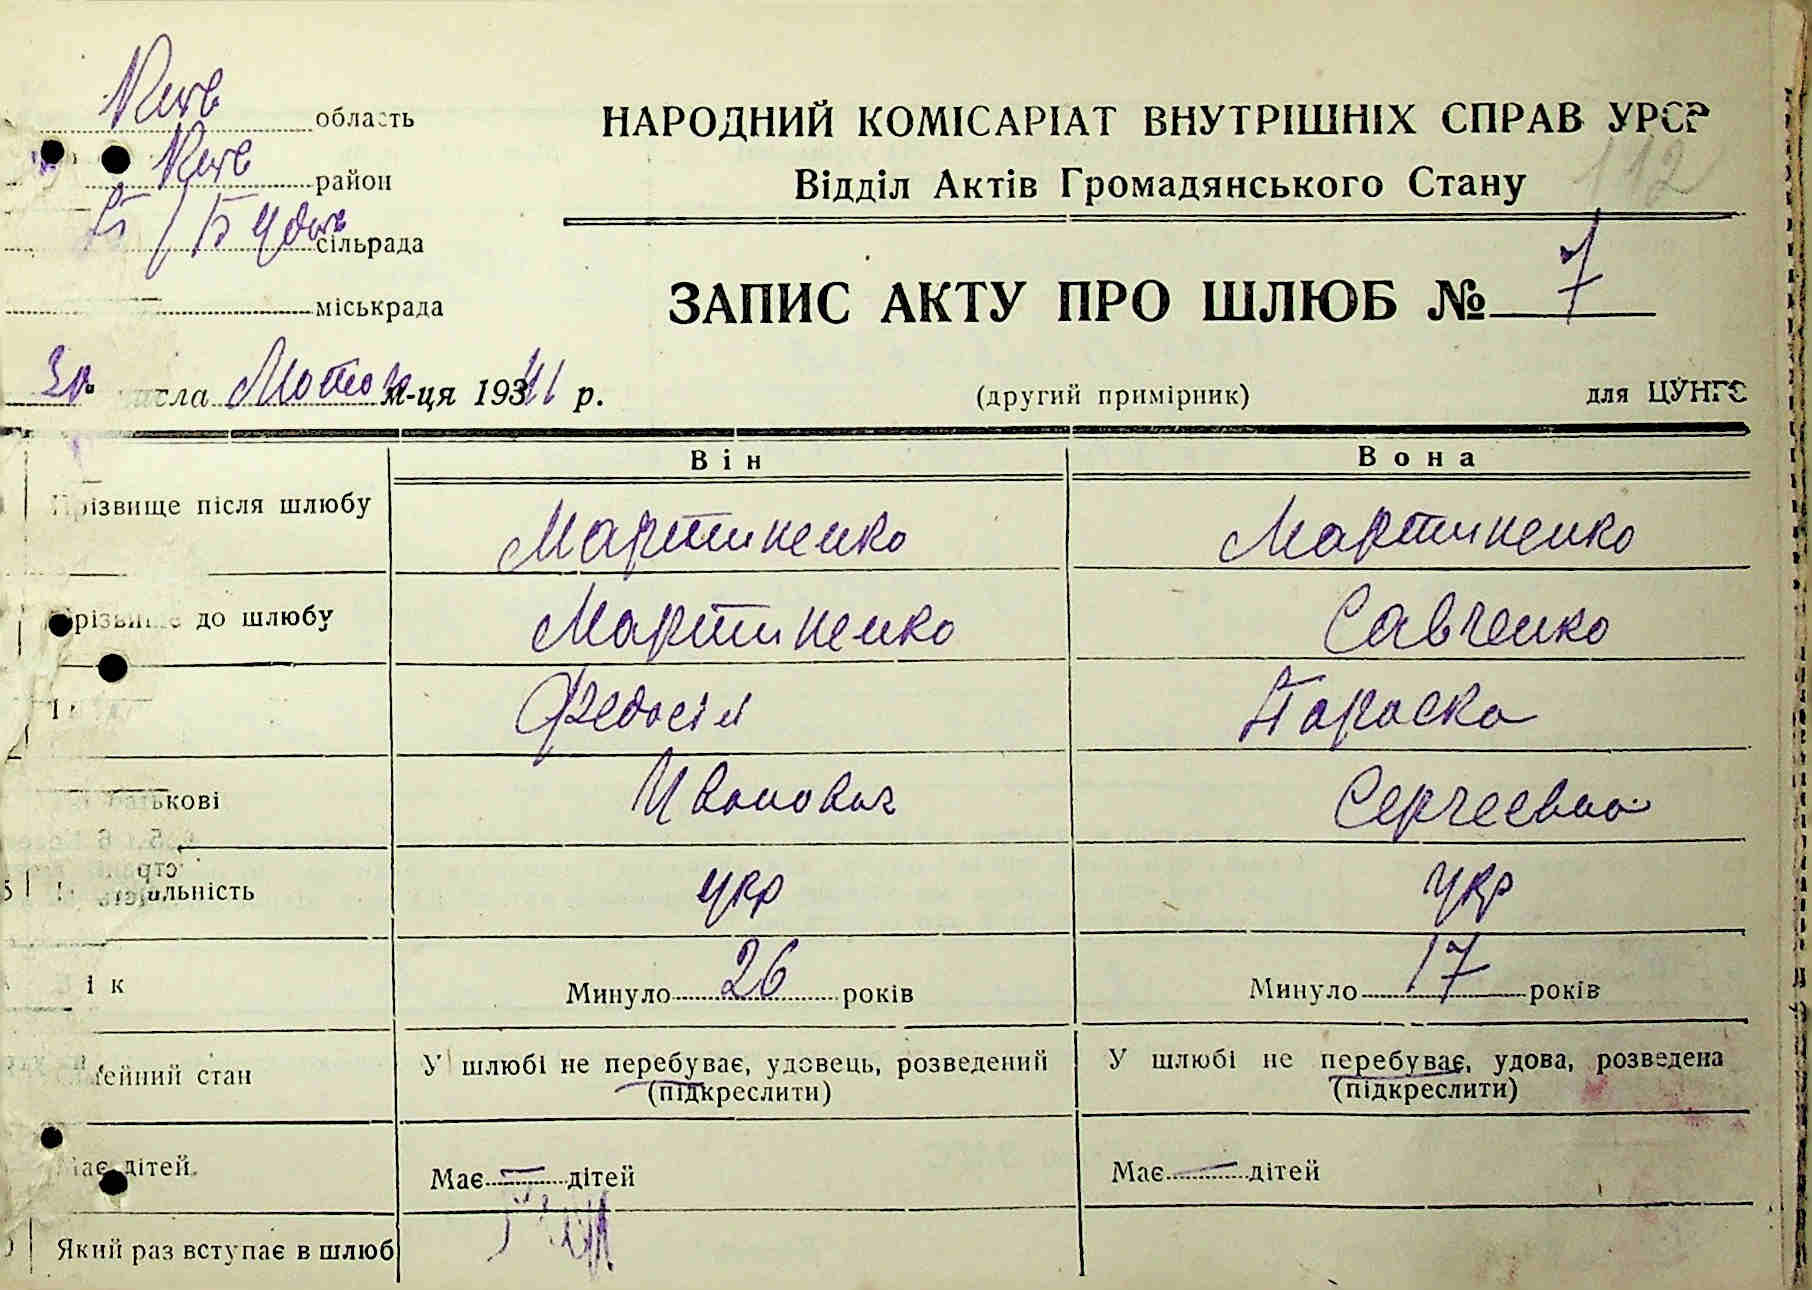 Київ область
НАРОДНИЙ КОМІСАРІАТ ВНУТРІШНІХ СПРАВ УРСР
Київ район
112
Відділ Актів Громадянського Стану
сільрада
міськрада
ЗАПИС АКТУ ПРО ШЛЮБ № 7
числа Лютого м-ця 1941 р.
(другий примірник)
для ЦУНГО
Він
Вона
Прізвище після шлюбу
Мартиненко
Мартиненко
Прізвище до шлюбу
Мартиненко
Савченко
Федосій
Параска
батькові
Иванович
Сергеевна
5
Національність
укр
укр
Вік
Минуло 26 років
Минуло 17 років
Сімейний стан
У шлюбі не перебуває, удовець, розведений
(підкреслити)
У шлюбі не перебуває, удова, розведена
(підкреслити)
Має дітей
Має — дітей
Має — дітей
Який раз вступає в шлюб